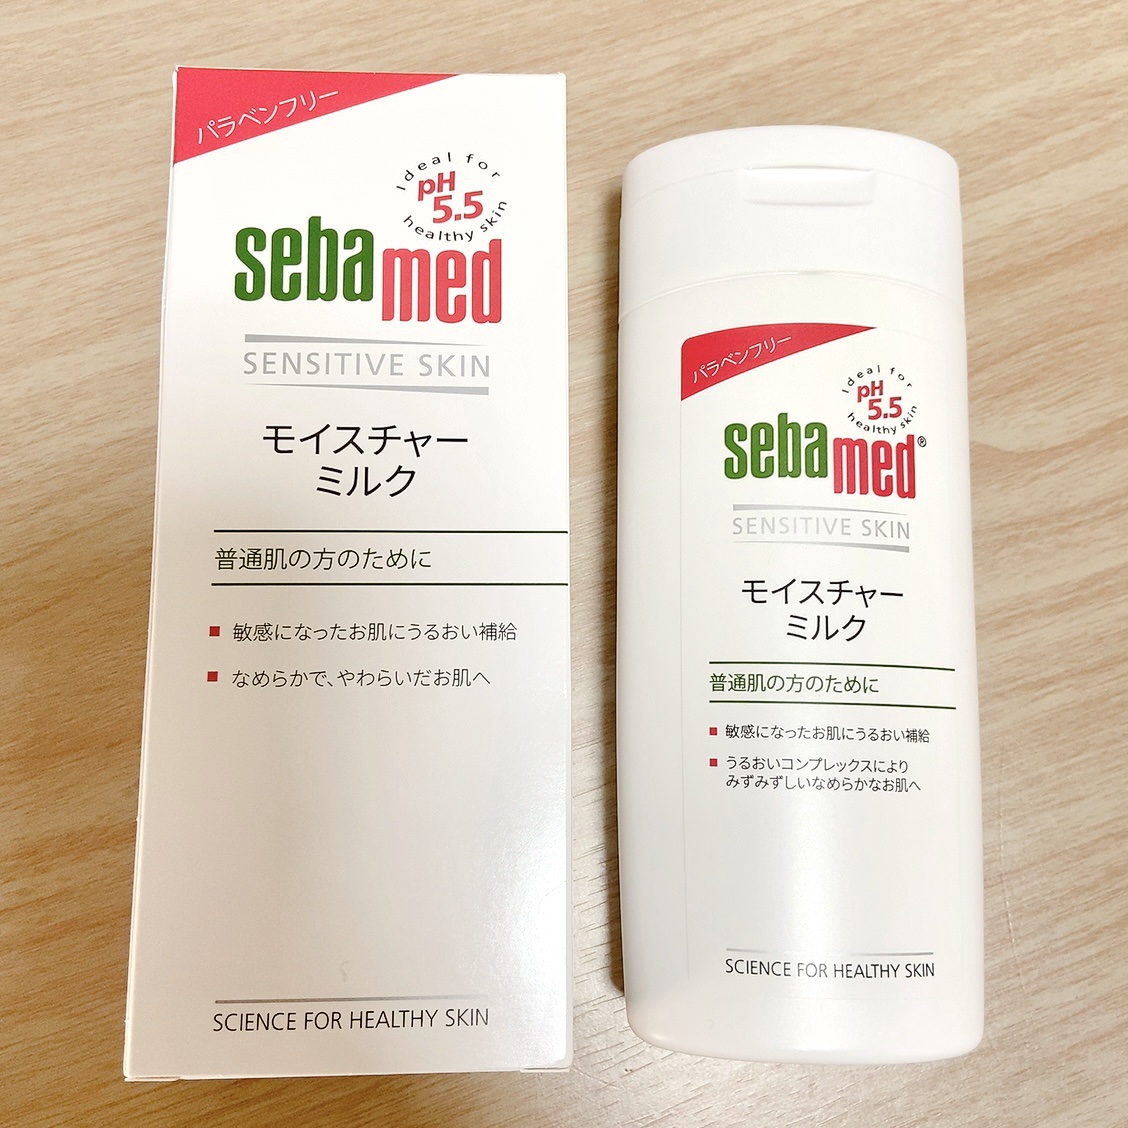 パラベンフリー
Ideal for
pH
5.5
healthy skin
sebamed
SENSITIVE SKIN
モイスチャー
ミルク
普通肌の方のために
敏感になったお肌にうるおい補給
なめらかで、やわらいだお肌へ
SCIENCE FOR HEALTHY SKIN
パラベンフリー
Ideal for
pH
5.5
healthy skin
sebamed®
SENSITIVE SKIN
モイスチャー
ミルク
普通肌の方のために
敏感になったお肌にうるおい補給
うるおいコンプレックスにより
みずみずしいなめらかなお肌へ
SCIENCE FOR HEALTHY SKIN